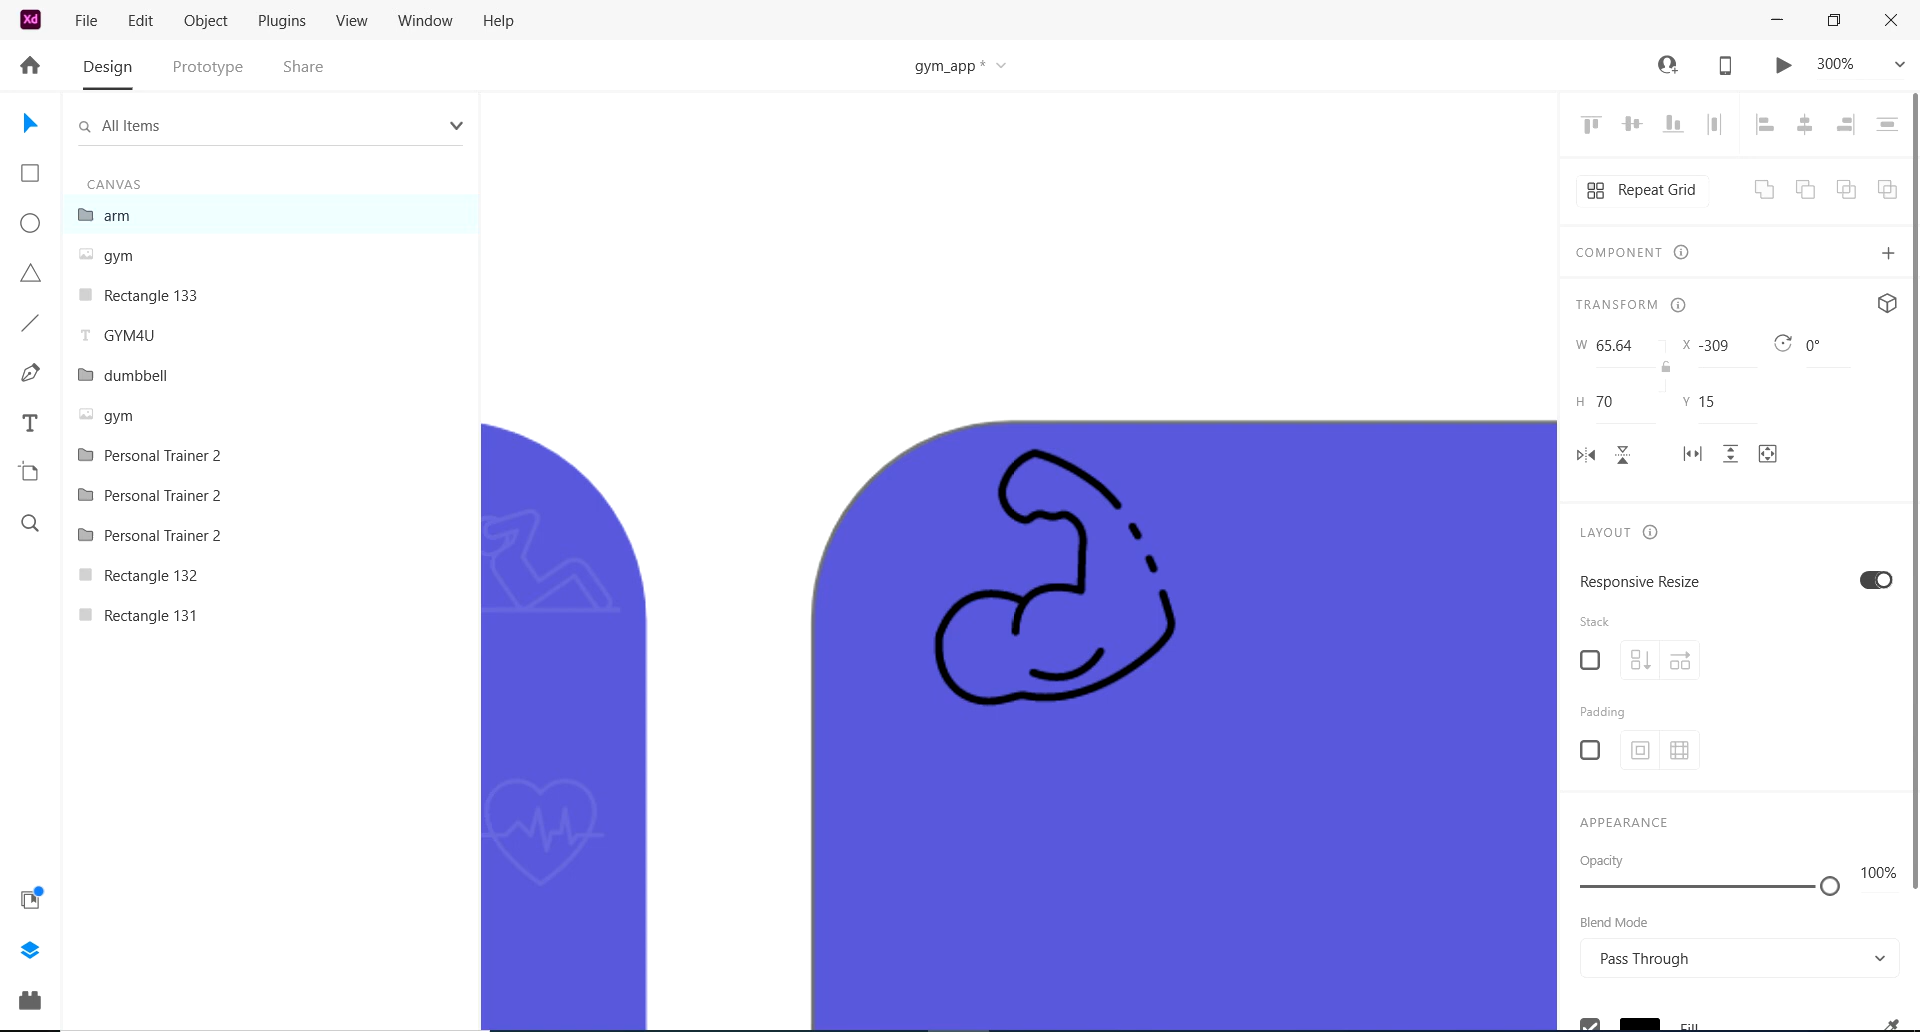 Xd File Edit Object Plugins View Window Help
Design Prototype Share gym_app * 300%
All Items
CANVAS
arm
gym
Rectangle 133
GYM4U
dumbbell
gym
Personal Trainer 2
Personal Trainer 2
Personal Trainer 2
Rectangle 132
Rectangle 131
Repeat Grid
COMPONENT
TRANSFORM
W 65.64 X -309 0°
H 70 Y 15
LAYOUT
Responsive Resize
Stack
Padding
APPEARANCE
Opacity
100%
Blend Mode
Pass Through
Fill